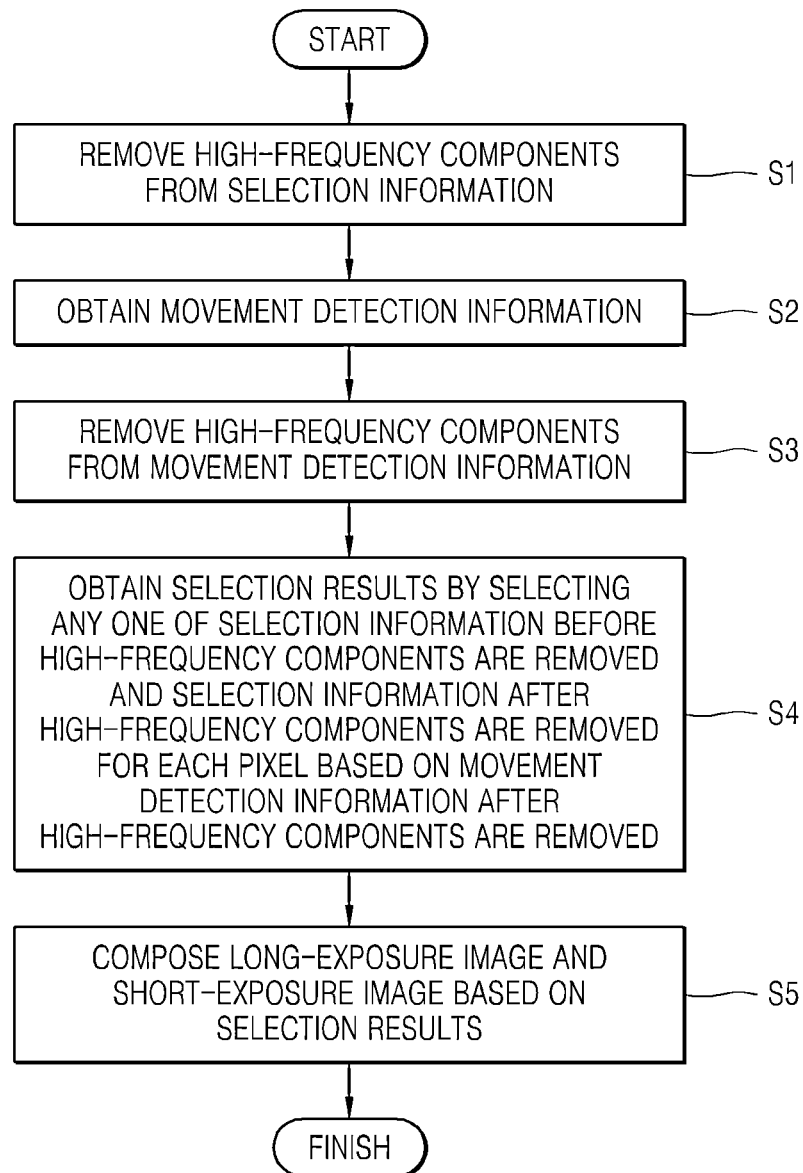 START
REMOVE HIGH-FREQUENCY COMPONENTS
FROM SELECTION INFORMATION
S1
OBTAIN MOVEMENT DETECTION INFORMATION
S2
REMOVE HIGH-FREQUENCY COMPONENTS
FROM MOVEMENT DETECTION INFORMATION
S3
OBTAIN SELECTION RESULTS BY SELECTING
ANY ONE OF SELECTION INFORMATION BEFORE
HIGH-FREQUENCY COMPONENTS ARE REMOVED
AND SELECTION INFORMATION AFTER
HIGH-FREQUENCY COMPONENTS ARE REMOVED
FOR EACH PIXEL BASED ON MOVEMENT
DETECTION INFORMATION AFTER
HIGH-FREQUENCY COMPONENTS ARE REMOVED
S4
COMPOSE LONG-EXPOSURE IMAGE AND
SHORT-EXPOSURE IMAGE BASED ON
SELECTION RESULTS
S5
FINISH